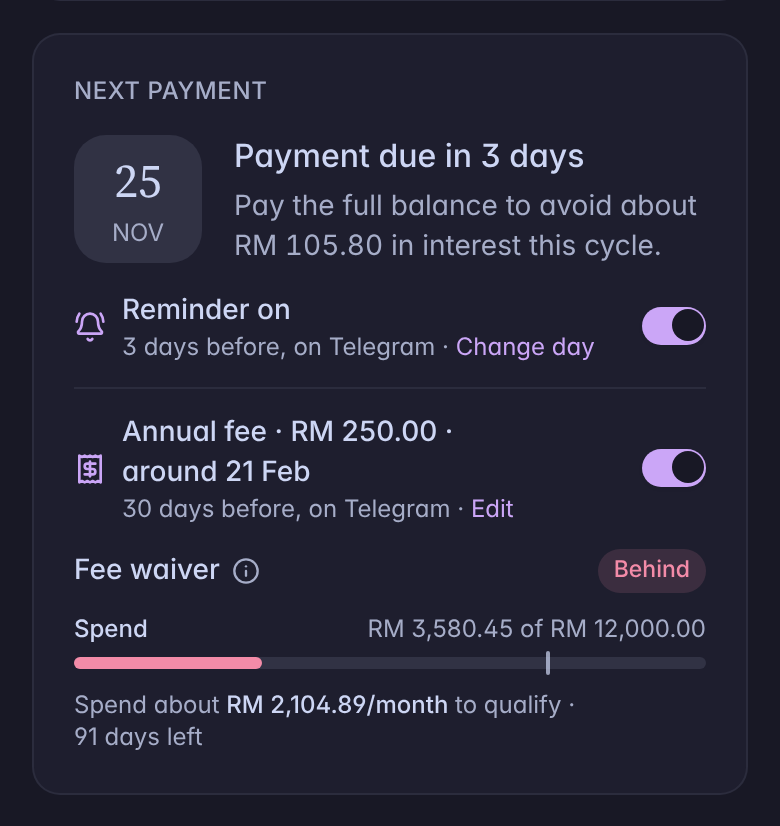 NEXT PAYMENT
25
NOV
Payment due in 3 days
Pay the full balance to avoid about
RM 105.80 in interest this cycle.
Reminder on
3 days before, on Telegram · Change day
Annual fee · RM 250.00 ·
around 21 Feb
30 days before, on Telegram · Edit
Fee waiver
Behind
Spend
RM 3,580.45 of RM 12,000.00
Spend about RM 2,104.89/month to qualify ·
91 days left